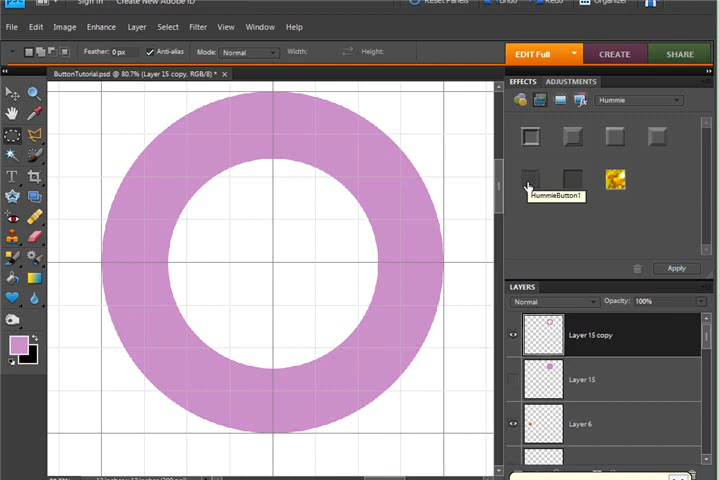 Sign In    Create New Adobe ID    Reset Panels    Undo    Redo    Organizer
File    Edit    Image    Enhance    Layer    Select    Filter    View    Window    Help
Feather: 0 px    Anti-alias    Mode: Normal    Width:    Height:    EDIT Full    CREATE    SHARE
ButtonTutorial.psd @ 80.7% (Layer 15 copy, RGB/8) *    EFFECTS    ADJUSTMENTS
Hummie
HummieButton1
Apply
LAYERS
Normal    Opacity: 100%
Layer 15 copy
Layer 15
Layer 6